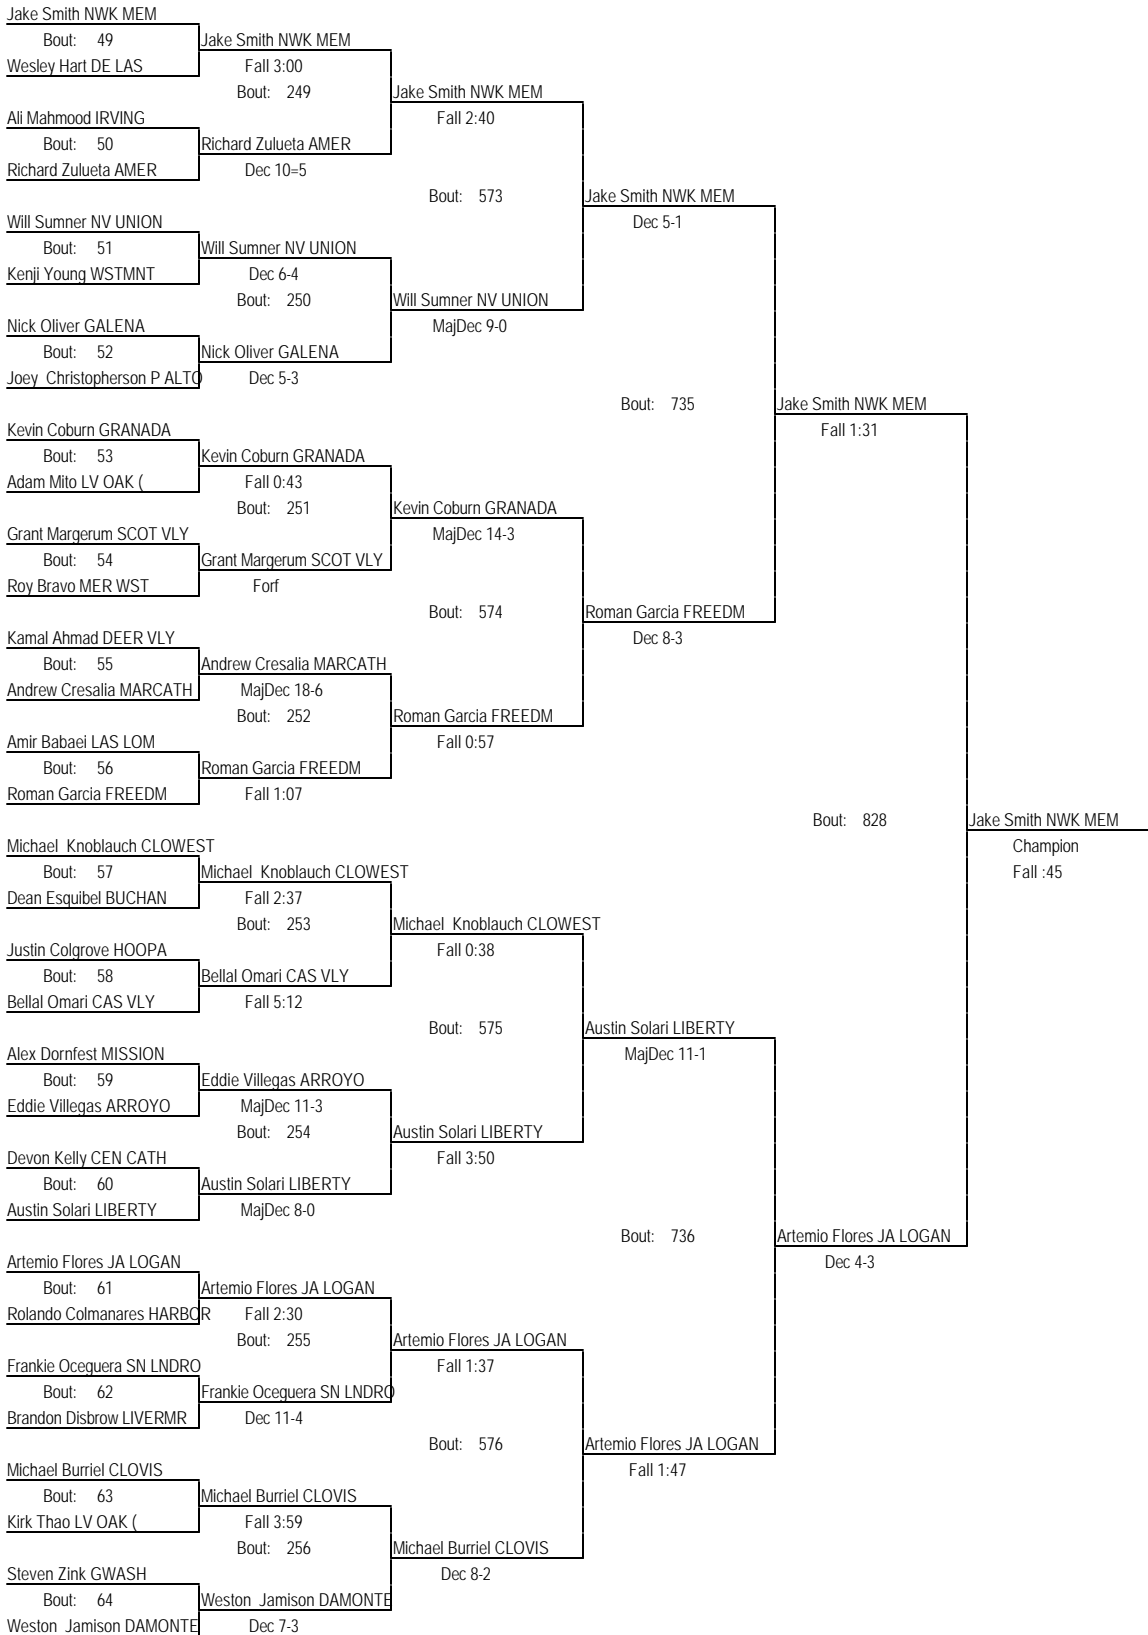 Jake Smith NWK MEM
Bout: 49
Jake Smith NWK MEM
Wesley Hart DE LAS
Fall 3:00
Bout: 249
Jake Smith NWK MEM
Ali Mahmood IRVING
Fall 2:40
Bout: 50
Richard Zulueta AMER
Richard Zulueta AMER
Dec 10=5
Bout: 573
Jake Smith NWK MEM
Will Sumner NV UNION
Dec 5-1
Bout: 51
Will Sumner NV UNION
Kenji Young WSTMNT
Dec 6-4
Bout: 250
Will Sumner NV UNION
Nick Oliver GALENA
MajDec 9-0
Bout: 52
Nick Oliver GALENA
Joey Christopherson P ALTO
Dec 5-3
Bout: 735
Jake Smith NWK MEM
Kevin Coburn GRANADA
Fall 1:31
Bout: 53
Kevin Coburn GRANADA
Adam Mito LV OAK (
Fall 0:43
Bout: 251
Kevin Coburn GRANADA
Grant Margerum SCOT VLY
MajDec 14-3
Bout: 54
Grant Margerum SCOT VLY
Roy Bravo MER WST
Forf
Bout: 574
Roman Garcia FREEDM
Kamal Ahmad DEER VLY
Dec 8-3
Bout: 55
Andrew Cresalia MARCATH
Andrew Cresalia MARCATH
MajDec 18-6
Bout: 252
Roman Garcia FREEDM
Amir Babaei LAS LOM
Fall 0:57
Bout: 56
Roman Garcia FREEDM
Roman Garcia FREEDM
Fall 1:07
Bout: 828
Jake Smith NWK MEM
Michael Knoblauch CLOWEST
Champion
Bout: 57
Michael Knoblauch CLOWEST
Fall :45
Dean Esquibel BUCHAN
Fall 2:37
Bout: 253
Michael Knoblauch CLOWEST
Justin Colgrove HOOPA
Fall 0:38
Bout: 58
Bellal Omari CAS VLY
Bellal Omari CAS VLY
Fall 5:12
Bout: 575
Austin Solari LIBERTY
Alex Dornfest MISSION
MajDec 11-1
Bout: 59
Eddie Villegas ARROYO
Eddie Villegas ARROYO
MajDec 11-3
Bout: 254
Austin Solari LIBERTY
Devon Kelly CEN CATH
Fall 3:50
Bout: 60
Austin Solari LIBERTY
Austin Solari LIBERTY
MajDec 8-0
Bout: 736
Artemio Flores JA LOGAN
Artemio Flores JA LOGAN
Dec 4-3
Bout: 61
Artemio Flores JA LOGAN
Rolando Colmanares HARBOR
Fall 2:30
Bout: 255
Artemio Flores JA LOGAN
Frankie Oceguera SN LNDRO
Fall 1:37
Bout: 62
Frankie Oceguera SN LNDRO
Brandon Disbrow LIVERMR
Dec 11-4
Bout: 576
Artemio Flores JA LOGAN
Michael Burriel CLOVIS
Fall 1:47
Bout: 63
Michael Burriel CLOVIS
Kirk Thao LV OAK (
Fall 3:59
Bout: 256
Michael Burriel CLOVIS
Steven Zink GWASH
Dec 8-2
Bout: 64
Weston Jamison DAMONTE
Weston Jamison DAMONTE
Dec 7-3